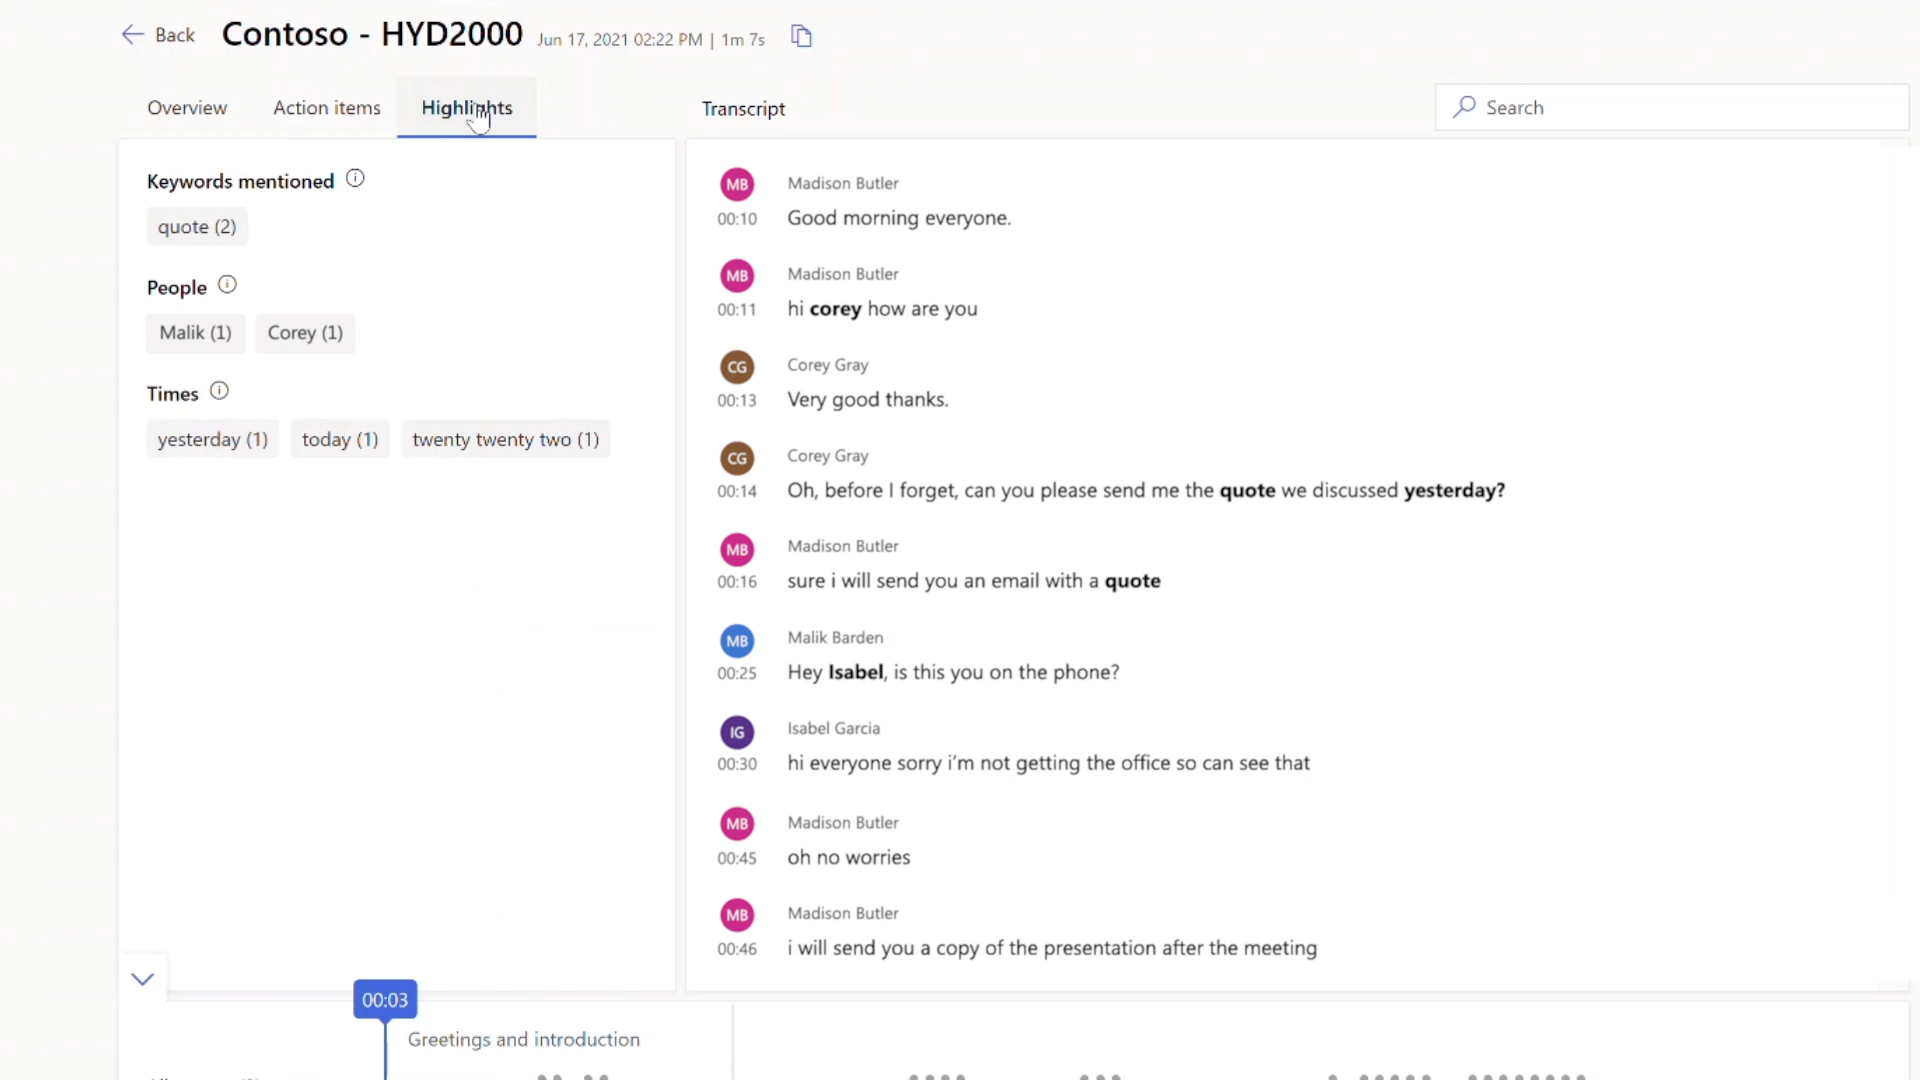 Back
Contoso - HYD2000
Jun 17, 2021 02:22 PM | 1m 7s
Overview
Action items
Highlights
Transcript
Search
Keywords mentioned
quote (2)
People
Malik (1)
Corey (1)
Times
yesterday (1)
today (1)
twenty twenty two (1)
MB
Madison Butler
00:10
Good morning everyone.
MB
Madison Butler
00:11
hi corey how are you
CG
Corey Gray
00:13
Very good thanks.
CG
Corey Gray
00:14
Oh, before I forget, can you please send me the quote we discussed yesterday?
MB
Madison Butler
00:16
sure i will send you an email with a quote
MB
Malik Barden
00:25
Hey Isabel, is this you on the phone?
IG
Isabel Garcia
00:30
hi everyone sorry i'm not getting the office so can see that
MB
Madison Butler
00:45
oh no worries
MB
Madison Butler
00:46
i will send you a copy of the presentation after the meeting
00:03
Greetings and introduction